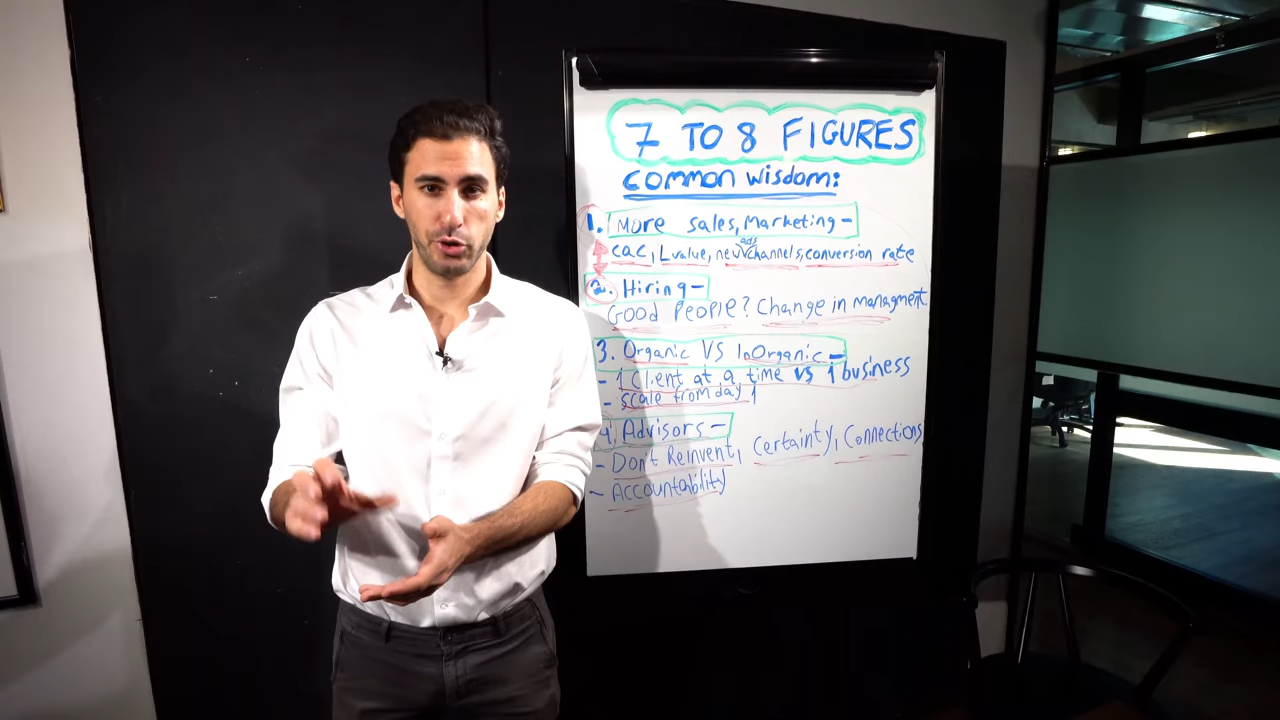 7 TO 8 FIGURES
common wisdom:
1. More sales, Marketing -
ads
CAC, L value, new channels, conversion rate
2. Hiring -
Good People? Change in managment.
3. Organic VS InOrganic -
- 1 Client at a time vs 1 business
- scale from day 1
4. Advisors -
- Don't Reinvent, Certainty, Connections
- Accountability